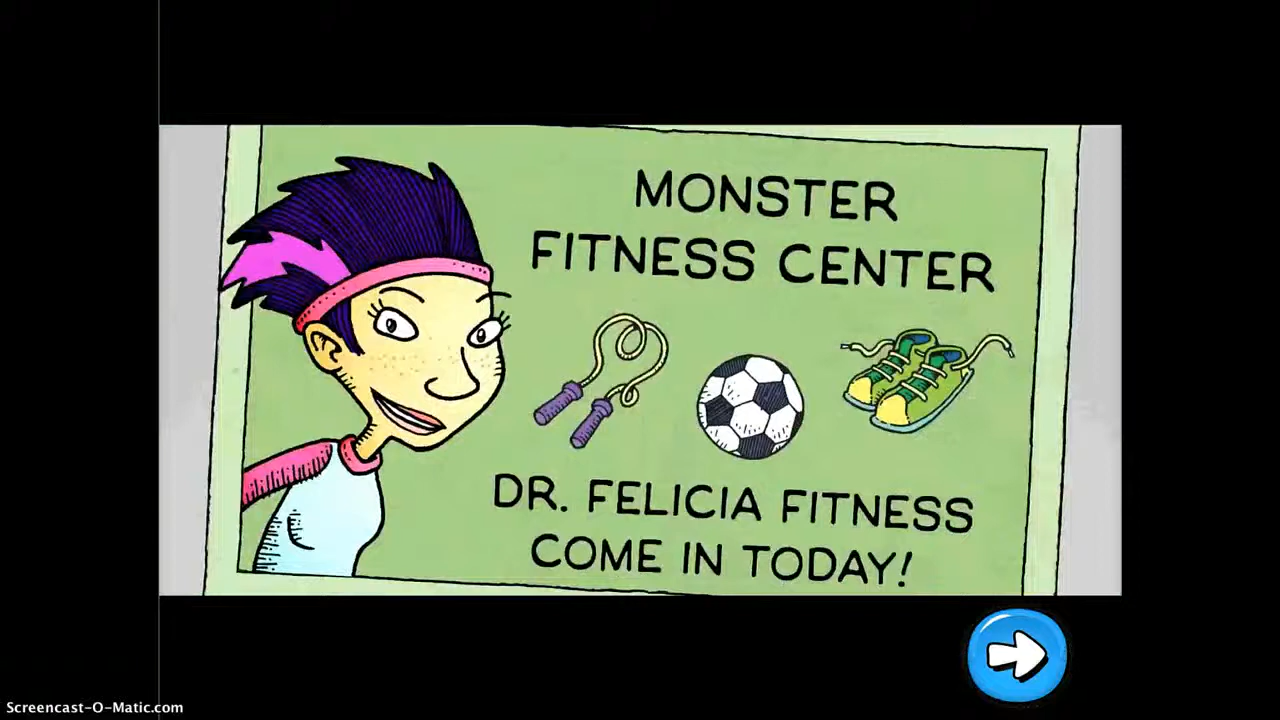 MONSTER
FITNESS CENTER
DR. FELICIA FITNESS
COME IN TODAY!
Screencast-O-Matic.com